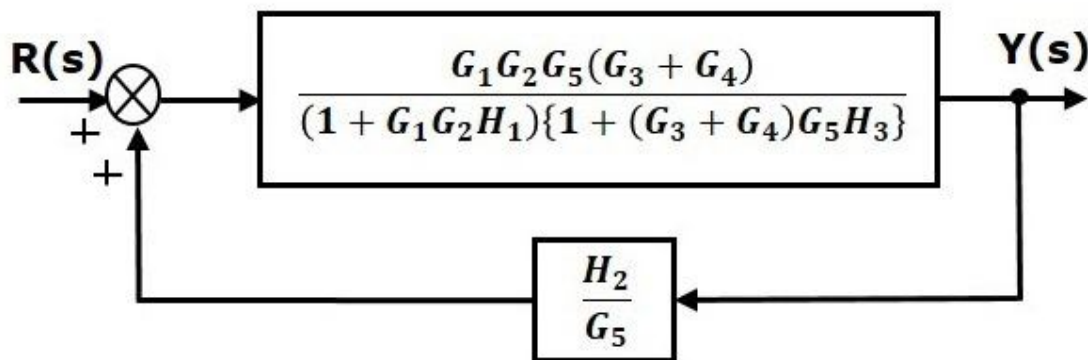 R(s)
+
+
G₁G₂G₅(G₃ + G₄)
(1 + G₁G₂H₁){1 + (G₃ + G₄)G₅H₃}
Y(s)
H₂
G₅